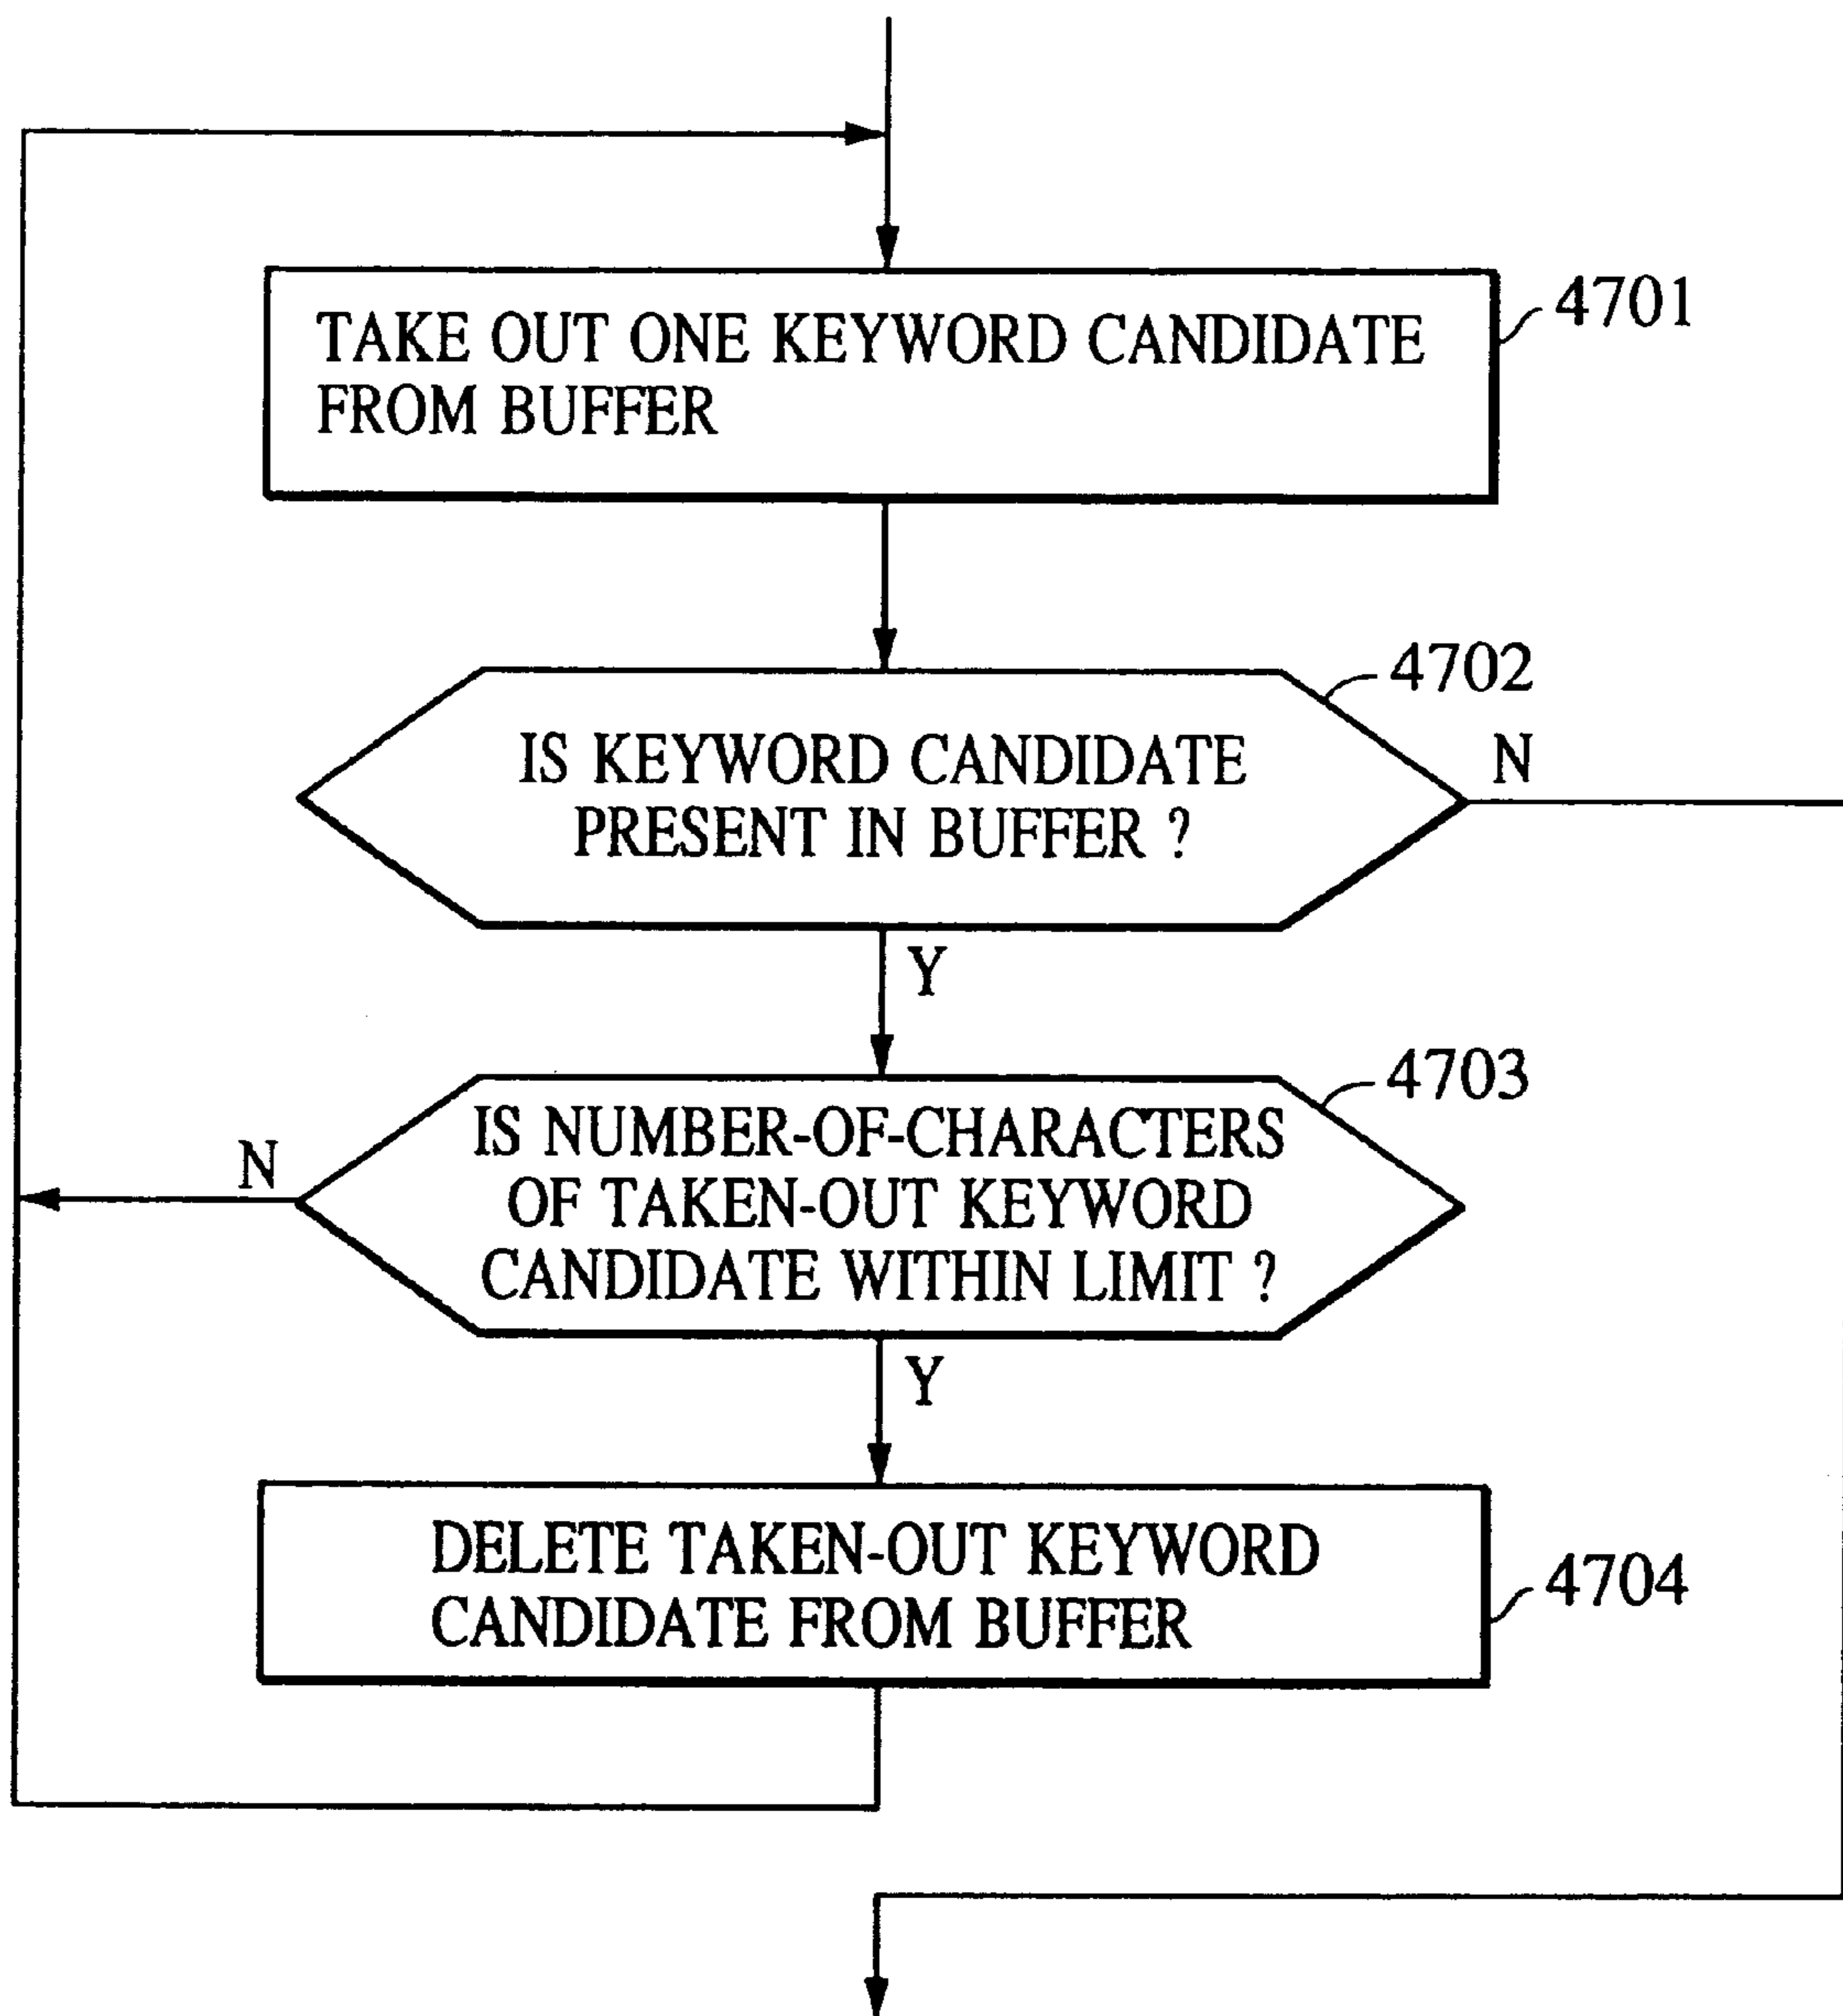 TAKE OUT ONE KEYWORD CANDIDATE
FROM BUFFER
4701
IS KEYWORD CANDIDATE
PRESENT IN BUFFER ?
4702
N
Y
IS NUMBER-OF-CHARACTERS
OF TAKEN-OUT KEYWORD
CANDIDATE WITHIN LIMIT ?
4703
N
Y
DELETE TAKEN-OUT KEYWORD
CANDIDATE FROM BUFFER
4704